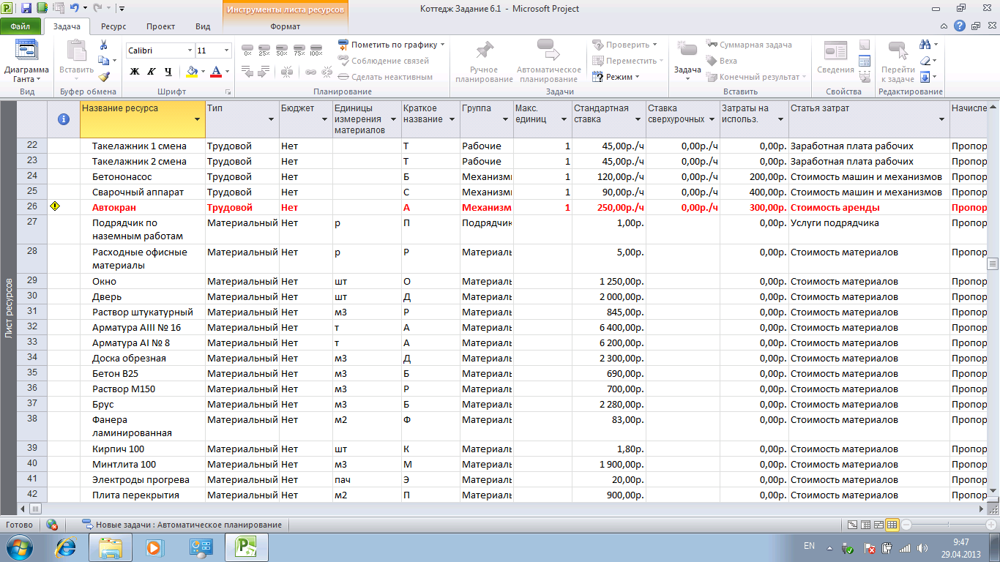 Инструменты листа ресурсов
Коттедж Задание 6.1 - Microsoft Project
Файл Задача Ресурс Проект Вид Формат
Диаграмма Ганта
Вид
Вставить
Буфер обмена
Calibri 11
Ж К Ч А
Шрифт
0% 25% 50% 75% 100%
Пометить по графику
Соблюдение связей
Сделать неактивным
Планирование
Ручное планирование
Автоматическое планирование
Проверить
Переместить
Режим
Задачи
Задача
Суммарная задача
Веха
Конечный результат
Вставить
Сведения
Свойства
Перейти к задаче
Редактирование
Название ресурса Тип Бюджет Единицы измерения материалов Краткое название Группа Макс. единиц Стандартная ставка Ставка сверхурочных Затраты на использ. Статья затрат Начисле
22 Такелажник 1 смена Трудовой Нет Т Рабочие 1 45,00р./ч 0,00р./ч 0,00р. Заработная плата рабочих Пропор
23 Такелажник 2 смена Трудовой Нет Т Рабочие 1 45,00р./ч 0,00р./ч 0,00р. Заработная плата рабочих Пропор
24 Бетононасос Трудовой Нет Б Механизмы 1 120,00р./ч 0,00р./ч 200,00р. Стоимость машин и механизмов Пропор
25 Сварочный аппарат Трудовой Нет С Механизмы 1 90,00р./ч 0,00р./ч 400,00р. Стоимость машин и механизмов Пропор
26 Автокран Трудовой Нет А Механизм 1 250,00р./ч 0,00р./ч 300,00р. Стоимость аренды Пропор
27 Подрядчик по наземным работам Материальный Нет р П Подрядчик 1,00р. 0,00р. Услуги подрядчика Пропор
28 Расходные офисные материалы Материальный Нет р Р Материаль 5,00р. 0,00р. Стоимость материалов Пропор
29 Окно Материальный Нет шт О Материаль 1 250,00р. 0,00р. Стоимость материалов Пропор
30 Дверь Материальный Нет шт Д Материаль 2 000,00р. 0,00р. Стоимость материалов Пропор
31 Раствор штукатурный Материальный Нет м3 Р Материаль 845,00р. 0,00р. Стоимость материалов Пропор
32 Арматура AIII № 16 Материальный Нет т А Материаль 6 400,00р. 0,00р. Стоимость материалов Пропор
33 Арматура AI № 8 Материальный Нет т А Материаль 6 200,00р. 0,00р. Стоимость материалов Пропор
34 Доска обрезная Материальный Нет м3 Д Материаль 2 300,00р. 0,00р. Стоимость материалов Пропор
35 Бетон В25 Материальный Нет м3 Б Материаль 690,00р. 0,00р. Стоимость материалов Пропор
36 Раствор М150 Материальный Нет м3 Р Материаль 700,00р. 0,00р. Стоимость материалов Пропор
37 Брус Материальный Нет м3 Б Материаль 2 280,00р. 0,00р. Стоимость материалов Пропор
38 Фанера ламинированная Материальный Нет м2 Ф Материаль 83,00р. 0,00р. Стоимость материалов Пропор
39 Кирпич 100 Материальный Нет шт К Материаль 1,80р. 0,00р. Стоимость материалов Пропор
40 Минтлита 100 Материальный Нет м3 М Материаль 1 900,00р. 0,00р. Стоимость материалов Пропор
41 Электроды прогрева Материальный Нет пач Э Материаль 20,00р. 0,00р. Стоимость материалов Пропор
42 Плита перекрытия Материальный Нет м2 П Материаль 900,00р. 0,00р. Стоимость материалов Пропор
Лист ресурсов
Готово Новые задачи : Автоматическое планирование
EN 9:47
29.04.2013